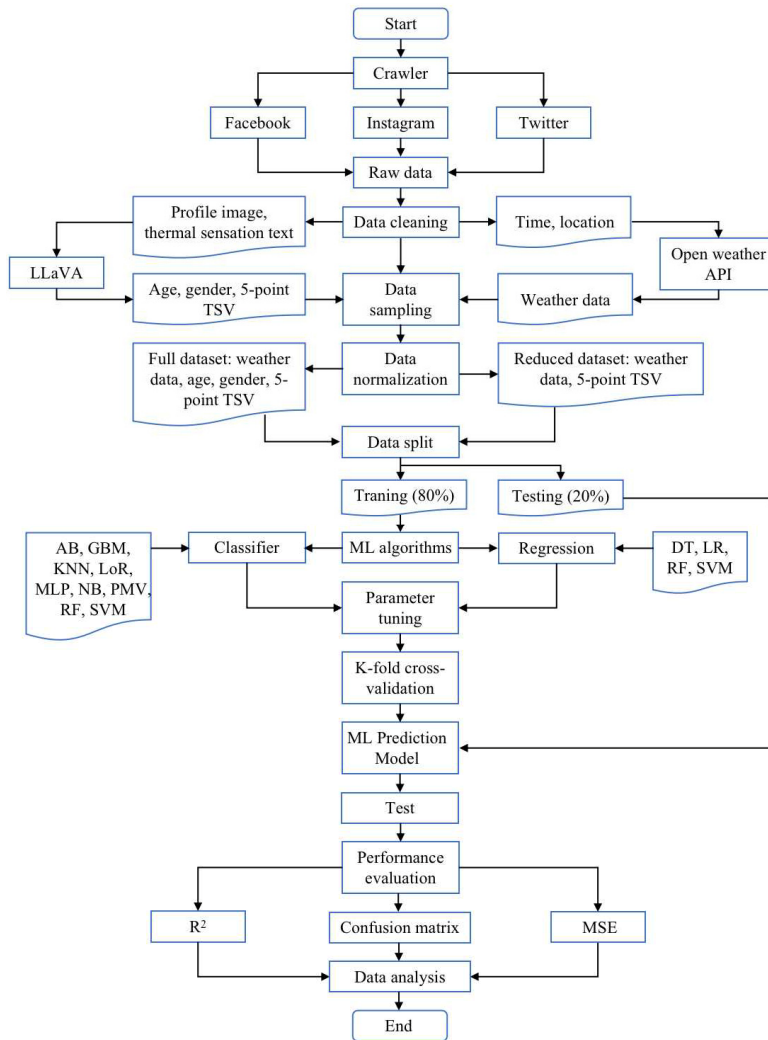 Start
Crawler
Facebook
Instagram
Twitter
Raw data
Profile image,
thermal sensation text
Data cleaning
Time, location
LLaVA
Open weather
API
Age, gender, 5-point
TSV
Data
sampling
Weather data
Full dataset: weather
data, age, gender, 5-
point TSV
Data
normalization
Reduced dataset: weather
data, 5-point TSV
Data split
Traning (80%)
Testing (20%)
AB, GBM,
KNN, LoR,
MLP, NB, PMV,
RF, SVM
Classifier
ML algorithms
Regression
DT, LR,
RF, SVM
Parameter
tuning
K-fold cross-
validation
ML Prediction
Model
Test
Performance
evaluation
R²
Confusion matrix
MSE
Data analysis
End